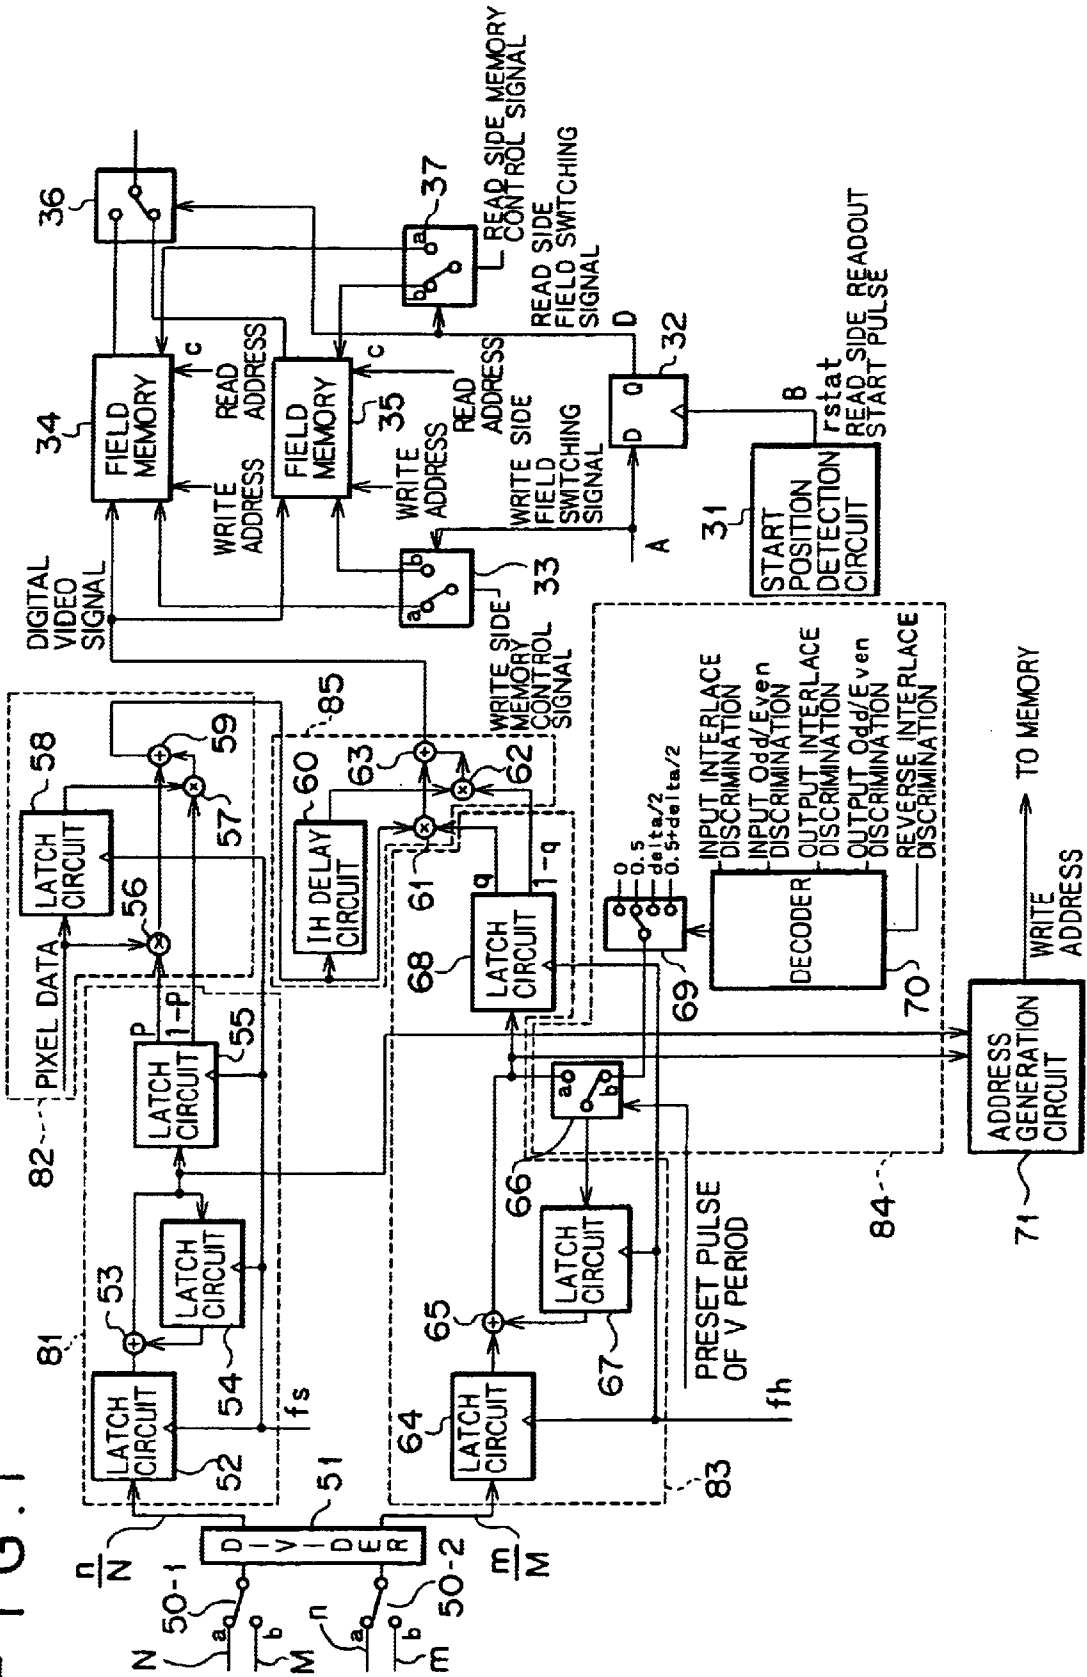 FIG. 1
N
M
n
m
a
b
a
b
50-1
50-2
DIVIDER
51
n
N
m
M
81
LATCH
CIRCUIT
52
53
LATCH
CIRCUIT
54
fs
LATCH
CIRCUIT
55
P
1-P
82
PIXEL DATA
56
LATCH
CIRCUIT
58
57
59
85
60
1H DELAY
CIRCUIT
61
62
63
LATCH
CIRCUIT
64
83
fh
65
LATCH
CIRCUIT
67
66
a
b
PRESET PULSE
OF V PERIOD
LATCH
CIRCUIT
68
q
1-q
69
0
0.5
delta/2
0.5+delta/2
DECODER
70
INPUT INTERLACE
DISCRIMINATION
INPUT Odd/Even
DISCRIMINATION
OUTPUT INTERLACE
DISCRIMINATION
OUTPUT Odd/Even
DISCRIMINATION
REVERSE INTERLACE
DISCRIMINATION
84
ADDRESS
GENERATION
CIRCUIT
71
WRITE
ADDRESS
TO MEMORY
DIGITAL
VIDEO
SIGNAL
FIELD
MEMORY
34
WRITE
ADDRESS
READ
ADDRESS
c
FIELD
MEMORY
35
WRITE
ADDRESS
READ
ADDRESS
c
36
a
b
33
WRITE SIDE
MEMORY
CONTROL
SIGNAL
WRITE SIDE
FIELD
SWITCHING
SIGNAL
A
a
b
37
READ SIDE MEMORY
CONTROL SIGNAL
READ SIDE
FIELD SWITCHING
SIGNAL
D
D
Q
32
START
POSITION
DETECTION
CIRCUIT
31
B
rstat
READ SIDE READOUT
START PULSE